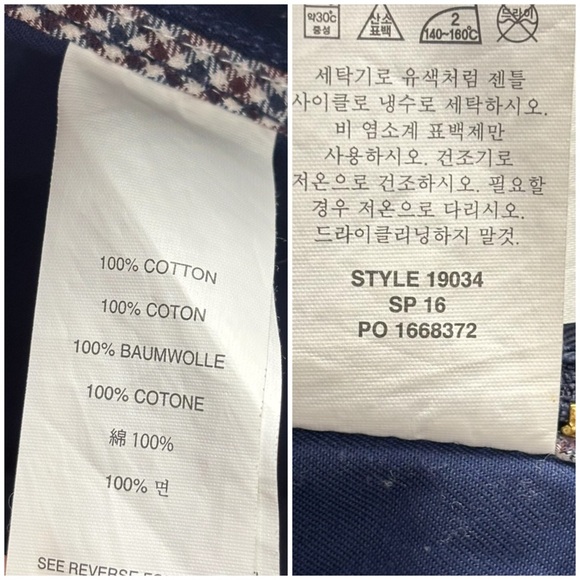 100% COTTON
100% COTON
100% BAUMWOLLE
100% COTONE
綿 100%
100% 면
SEE REVERSE
약30℃
중성
산소
표백
2
140~160℃
드라이
세탁기로 유색처럼 젠틀
사이클로 냉수로 세탁하시오.
비 염소계 표백제만
사용하시오. 건조기로
저온으로 건조하시오. 필요할
경우 저온으로 다리시오.
드라이클리닝하지 말것.
STYLE 19034
SP 16
PO 1668372